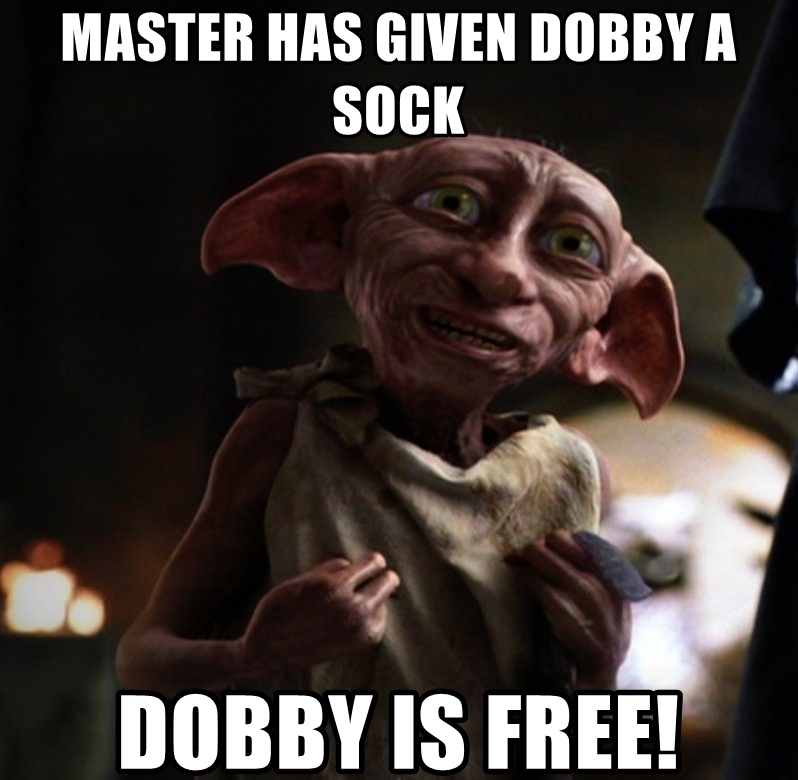 MASTER HAS GIVEN DOBBY A
SOCK
DOBBY IS FREE!